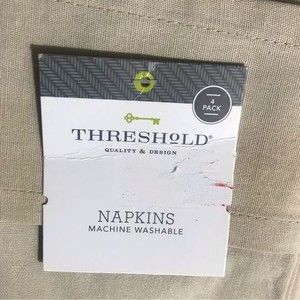 4
PACK
THRESHOLD®
QUALITY & DESIGN
NAPKINS
MACHINE WASHABLE